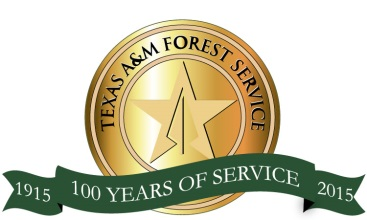 TEXAS A&M FOREST SERVICE
1915 100 YEARS OF SERVICE 2015